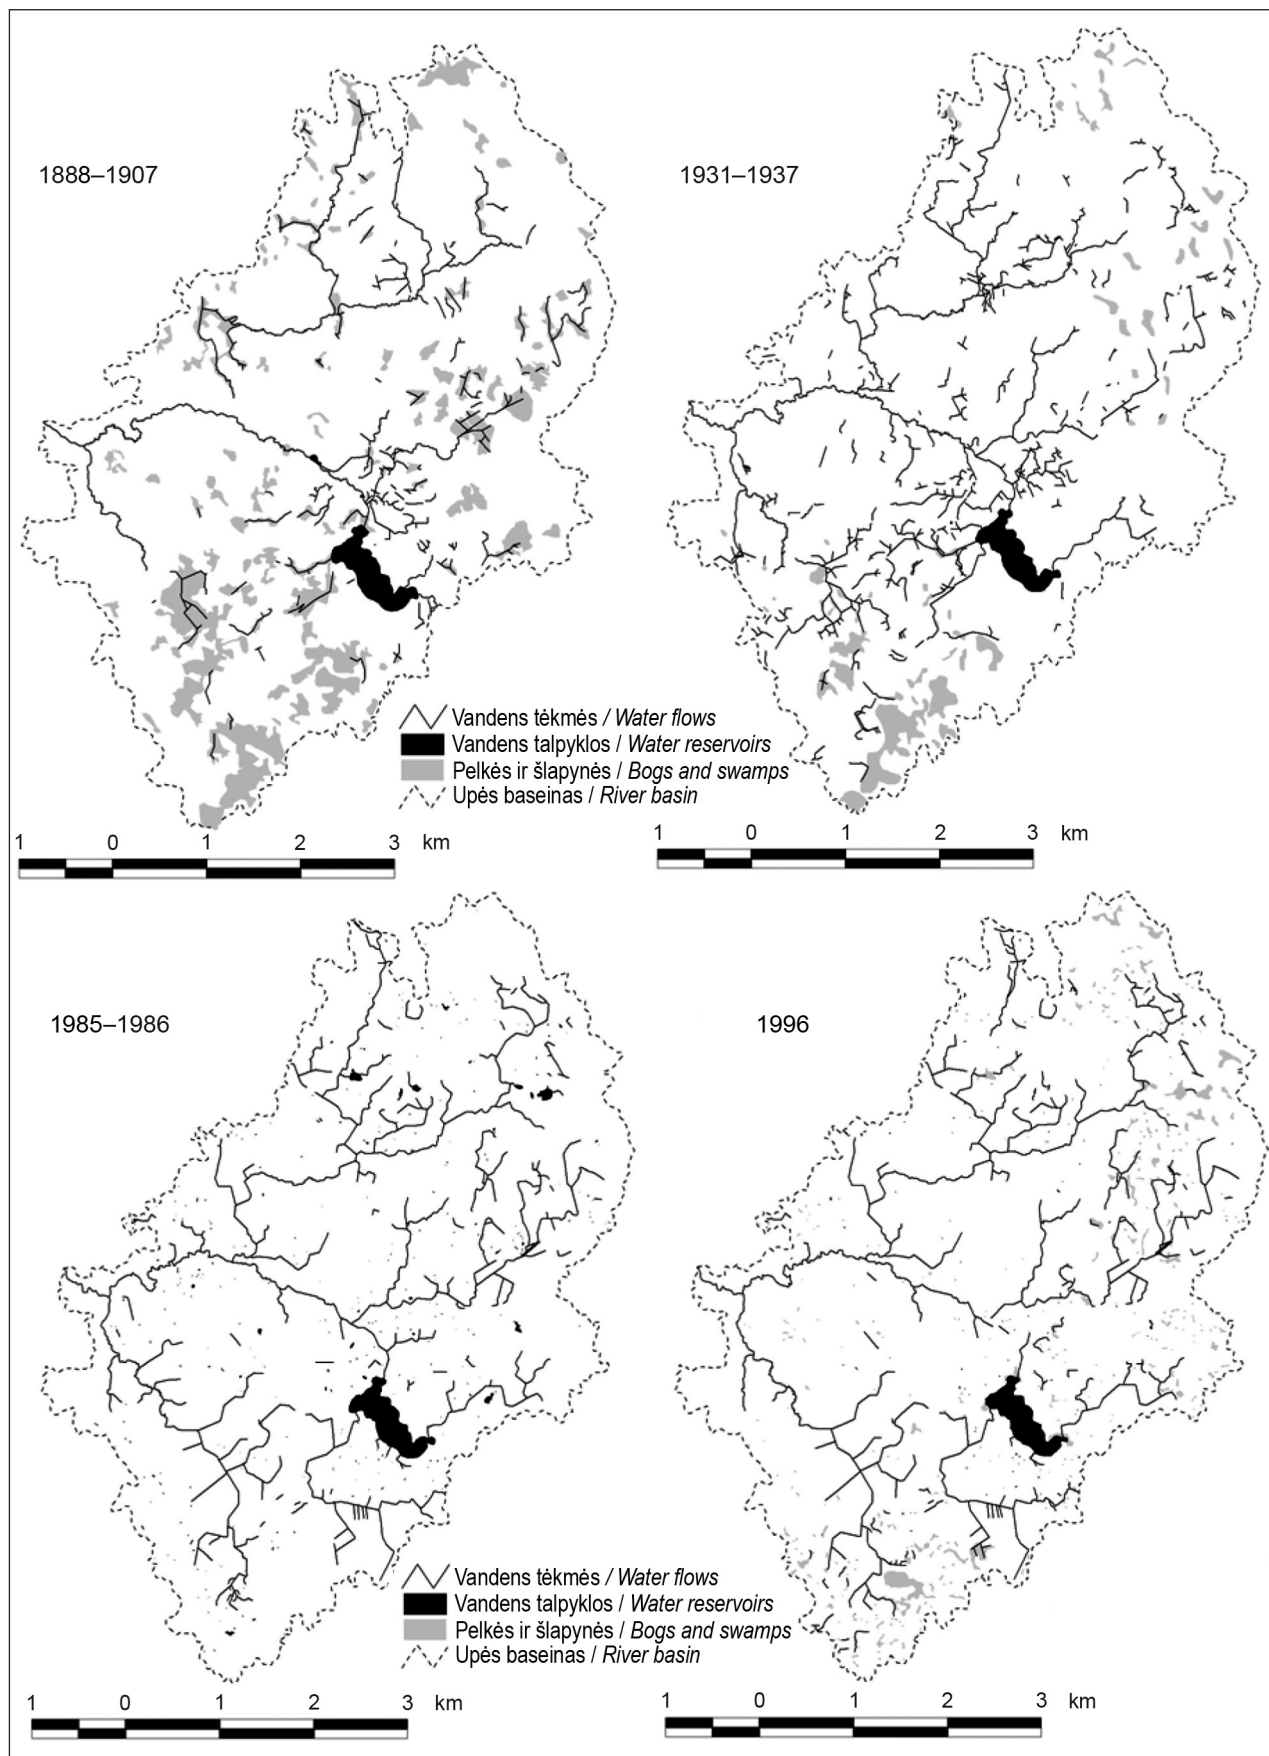 1888–1907
1931–1937
Vandens tėkmės / Water flows
Vandens talpyklos / Water reservoirs
Pelkės ir šlapynės / Bogs and swamps
Upės baseinas / River basin
1 0 1 2 3 km
1 0 1 2 3 km
1985–1986
1996
Vandens tėkmės / Water flows
Vandens talpyklos / Water reservoirs
Pelkės ir šlapynės / Bogs and swamps
Upės baseinas / River basin
1 0 1 2 3 km
1 0 1 2 3 km